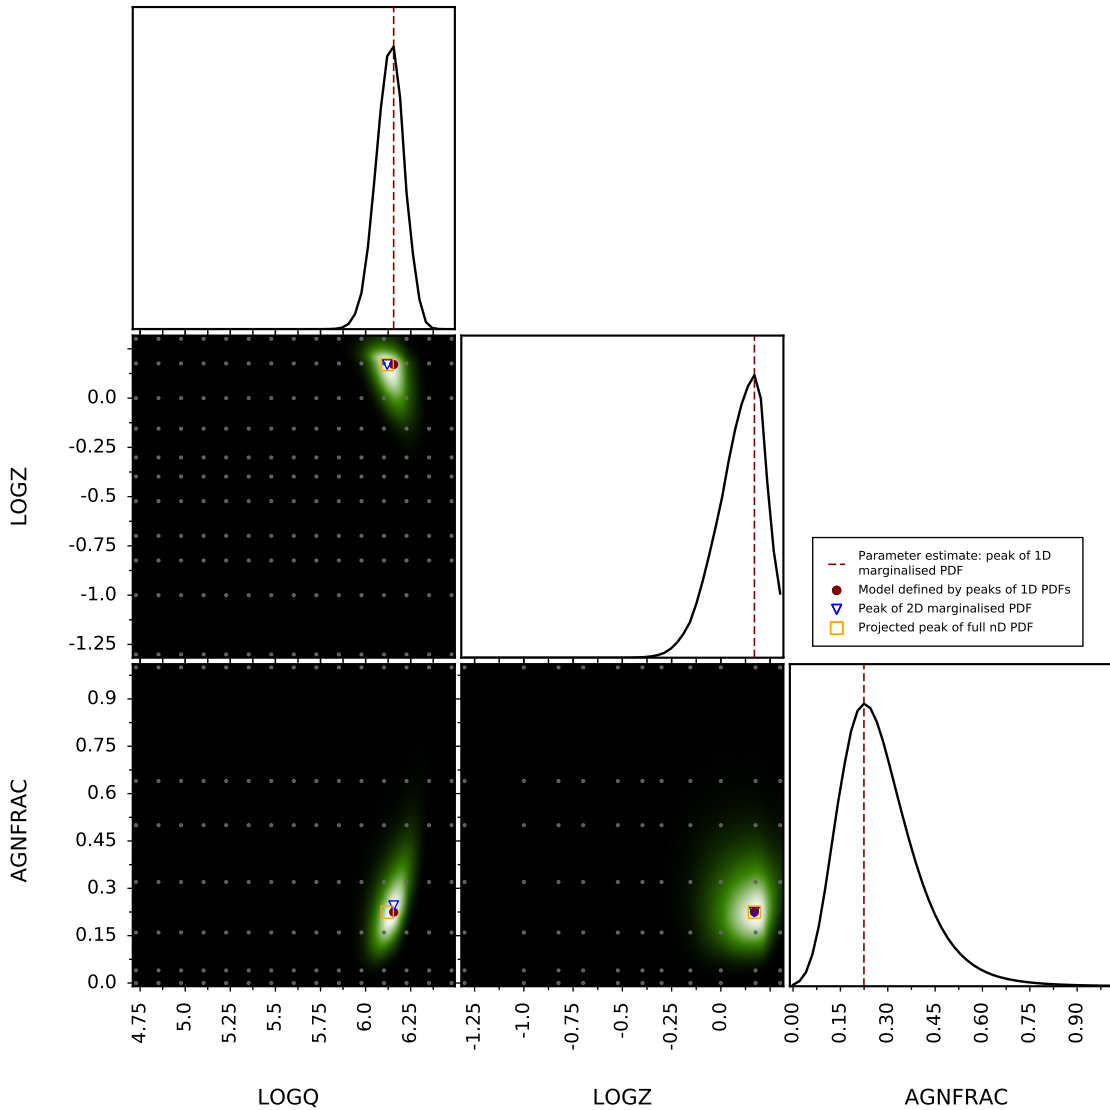 LOGZ
0.0
-0.25
-0.5
-0.75
-1.0
-1.25
Parameter estimate: peak of 1D
marginalised PDF
Model defined by peaks of 1D PDFs
Peak of 2D marginalised PDF
Projected peak of full nD PDF
AGNFRAC
0.9
0.75
0.6
0.45
0.3
0.15
0.0
4.75 5.0 5.25 5.5 5.75 6.0 6.25
-1.25 -1.0 -0.75 -0.5 -0.25 0.0
0.00 0.15 0.30 0.45 0.60 0.75 0.90
LOGQ LOGZ AGNFRAC